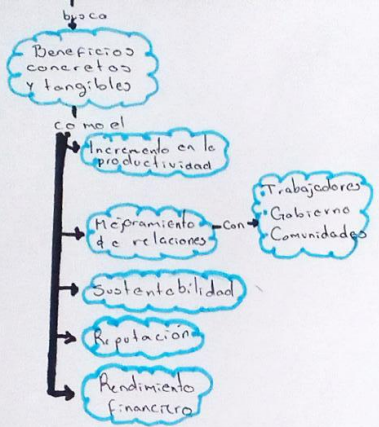 busca
Beneficios
concretos
y tangibles
como el
Incremento en la
productividad
Mejoramiento
de relaciones
con
Trabajadores
Gobierno
Comunidades
Sustentabilidad
Reputación
Rendimiento
financiero